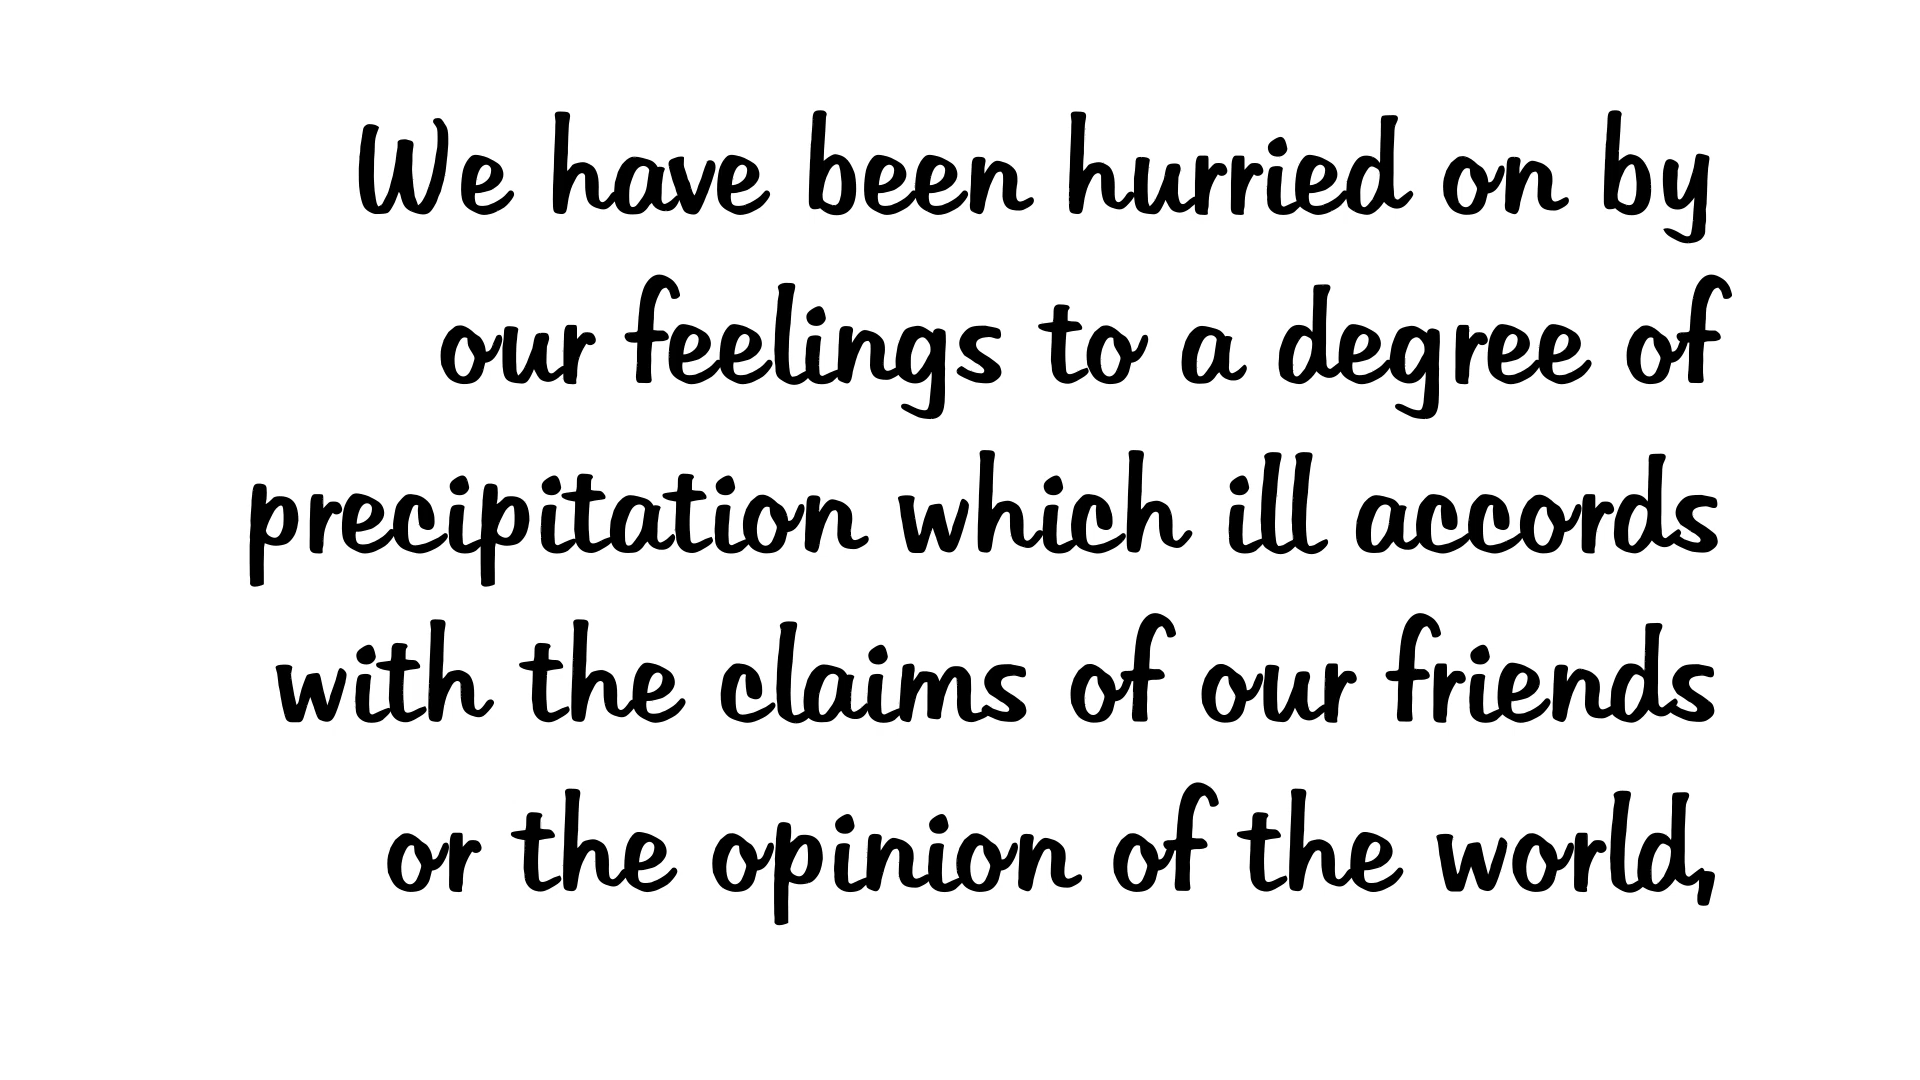 We have been hurried on by
our feelings to a degree of
precipitation which ill accords
with the claims of our friends
or the opinion of the world,